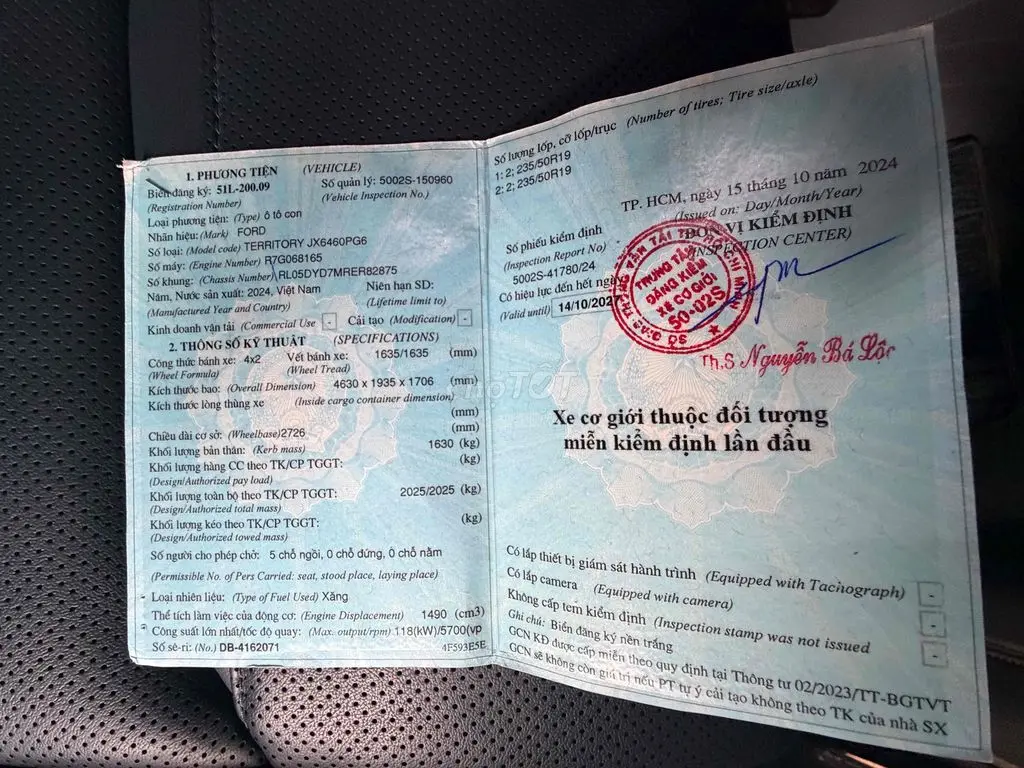 1. PHƯƠNG TIỆN (VEHICLE)
Biển đăng ký: 51L-200.09 Số quản lý: 5002S-150960
(Registration Number) (Vehicle Inspection No.)
Loại phương tiện: (Type) ô tô con
Nhãn hiệu: (Mark) FORD
Số loại: (Model code) TERRITORY JX6460PG6
Số máy: (Engine Number) R7G068165
Số khung: (Chassis Number) RL05DYD7MRER82875
Năm, Nước sản xuất: 2024, Việt Nam Niên hạn SD:
(Manufactured Year and Country) (Lifetime limit to)
Kinh doanh vận tải (Commercial Use - Cải tạo (Modification) -
2. THÔNG SỐ KỸ THUẬT (SPECIFICATIONS)
Công thức bánh xe: 4x2 Vết bánh xe: 1635/1635 (mm)
(Wheel Formula) (Wheel Tread)
Kích thước bao: (Overall Dimension) 4630 x 1935 x 1706 (mm)
Kích thước lòng thùng xe (Inside cargo container dimension)
(mm)
Chiều dài cơ sở: (Wheelbase) 2726 (mm)
Khối lượng bản thân: (Kerb mass) 1630 (kg)
Khối lượng hàng CC theo TK/CP TGGT: (kg)
(Design/Authorized pay load)
Khối lượng toàn bộ theo TK/CP TGGT: 2025/2025 (kg)
(Design/Authorized total mass)
Khối lượng kéo theo TK/CP TGGT: (kg)
(Design/Authorized towed mass)
Số người cho phép chở: 5 chỗ ngồi, 0 chỗ đứng, 0 chỗ nằm
(Permissible No. of Pers Carried: seat, stood place, laying place)
Loại nhiên liệu: (Type of Fuel Used) Xăng
Thể tích làm việc của động cơ: (Engine Displacement) 1490 (cm3)
Công suất lớn nhất/tốc độ quay: (Max. output/rpm) 118(kW)/5700(vp
Số sê-ri: (No.) DB-4162071 4F593E5E
Số lượng lốp, cỡ lốp/trục (Number of tires; Tire size/axle)
1: 2; 235/50R19
2: 2; 235/50R19
TP. HCM, ngày 15 tháng 10 năm 2024
(Issued on: Day/Month/Year)
ĐƠN VỊ KIỂM ĐỊNH
(INSPECTION CENTER)
Số phiếu kiểm định
(Inspection Report No)
5002S-41780/24
Có hiệu lực đến hết ngày
(Valid until) 14/10/2027
TRUNG TÂM
ĐĂNG KIỂM
XE CƠ GIỚI
50-02S
Th.S Nguyễn Bá Lộc
Xe cơ giới thuộc đối tượng
miễn kiểm định lần đầu
Có lắp thiết bị giám sát hành trình (Equipped with Tachograph) -
Có lắp camera (Equipped with camera) -
Không cấp tem kiểm định (Inspection stamp was not issued -
Ghi chú: Biển đăng ký nền trắng
GCN KĐ được cấp miễn theo quy định tại Thông tư 02/2023/TT-BGTVT
GCN sẽ không còn giá trị nếu PT tự ý cải tạo không theo TK của nhà SX